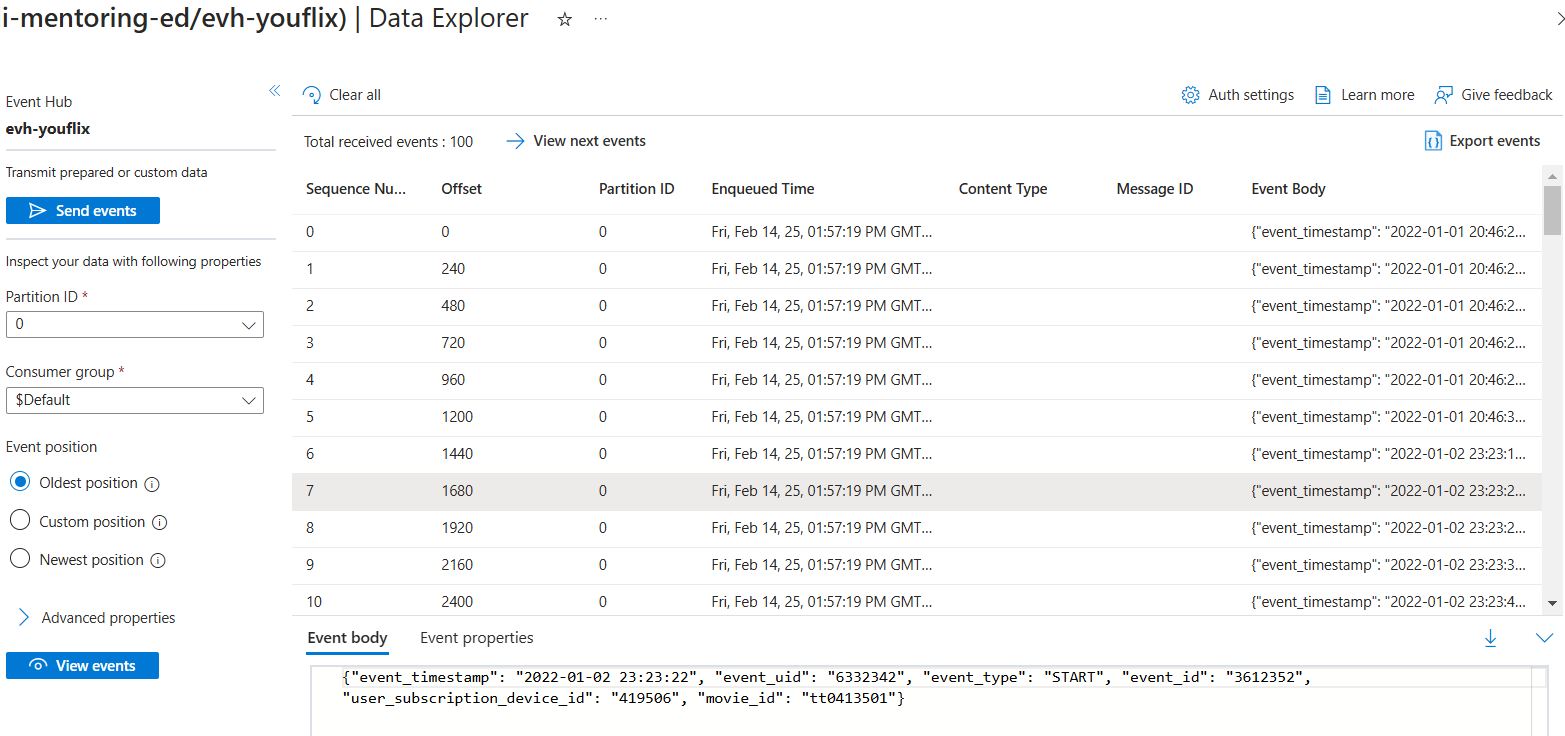 i-mentoring-ed/evh-youflix) | Data Explorer
Event Hub
evh-youflix
Transmit prepared or custom data
Send events
Inspect your data with following properties
Partition ID *
0
Consumer group *
$Default
Event position
Oldest position
Custom position
Newest position
Advanced properties
View events
Clear all
Auth settings Learn more Give feedback
Total received events : 100 View next events Export events
Sequence Nu... Offset Partition ID Enqueued Time Content Type Message ID Event Body
0 0 0 Fri, Feb 14, 25, 01:57:19 PM GMT... {"event_timestamp": "2022-01-01 20:46:2...
1 240 0 Fri, Feb 14, 25, 01:57:19 PM GMT... {"event_timestamp": "2022-01-01 20:46:2...
2 480 0 Fri, Feb 14, 25, 01:57:19 PM GMT... {"event_timestamp": "2022-01-01 20:46:2...
3 720 0 Fri, Feb 14, 25, 01:57:19 PM GMT... {"event_timestamp": "2022-01-01 20:46:2...
4 960 0 Fri, Feb 14, 25, 01:57:19 PM GMT... {"event_timestamp": "2022-01-01 20:46:2...
5 1200 0 Fri, Feb 14, 25, 01:57:19 PM GMT... {"event_timestamp": "2022-01-01 20:46:3...
6 1440 0 Fri, Feb 14, 25, 01:57:19 PM GMT... {"event_timestamp": "2022-01-02 23:23:1...
7 1680 0 Fri, Feb 14, 25, 01:57:19 PM GMT... {"event_timestamp": "2022-01-02 23:23:2...
8 1920 0 Fri, Feb 14, 25, 01:57:19 PM GMT... {"event_timestamp": "2022-01-02 23:23:2...
9 2160 0 Fri, Feb 14, 25, 01:57:19 PM GMT... {"event_timestamp": "2022-01-02 23:23:3...
10 2400 0 Fri, Feb 14, 25, 01:57:19 PM GMT... {"event_timestamp": "2022-01-02 23:23:4...
Event body Event properties
{"event_timestamp": "2022-01-02 23:23:22", "event_uid": "6332342", "event_type": "START", "event_id": "3612352",
"user_subscription_device_id": "419506", "movie_id": "tt0413501"}